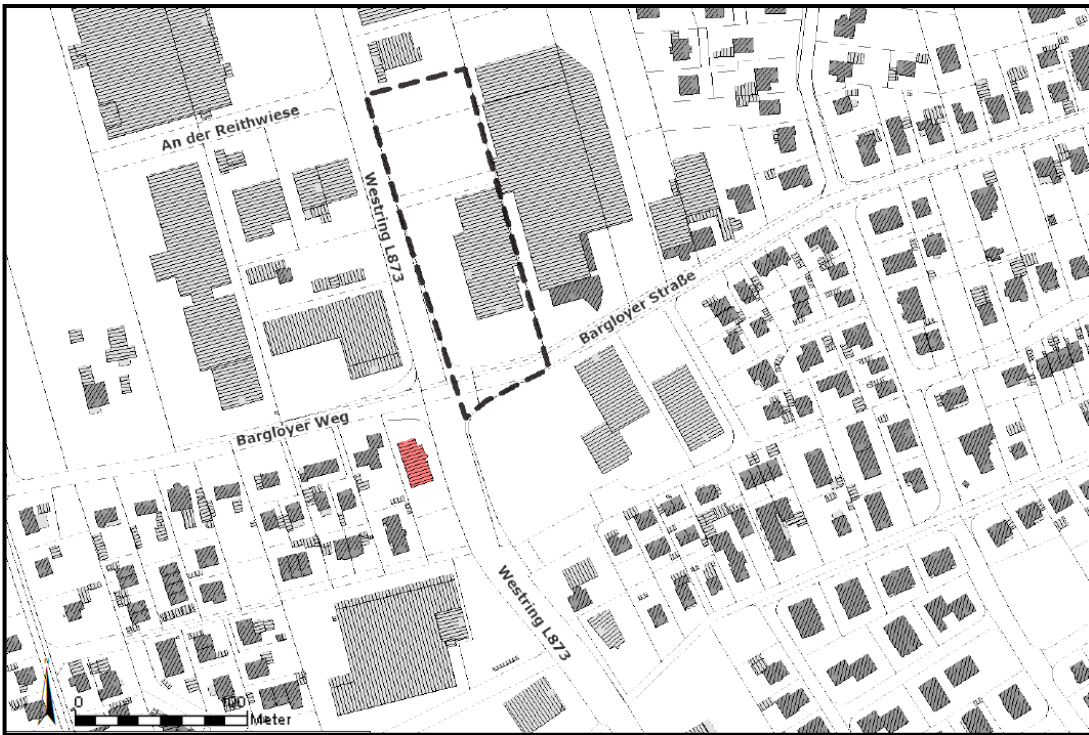 An der Reithwiese
Westring L873
Bargloyer Straße
Bargloyer Weg
Westring L873
0 100
Meter